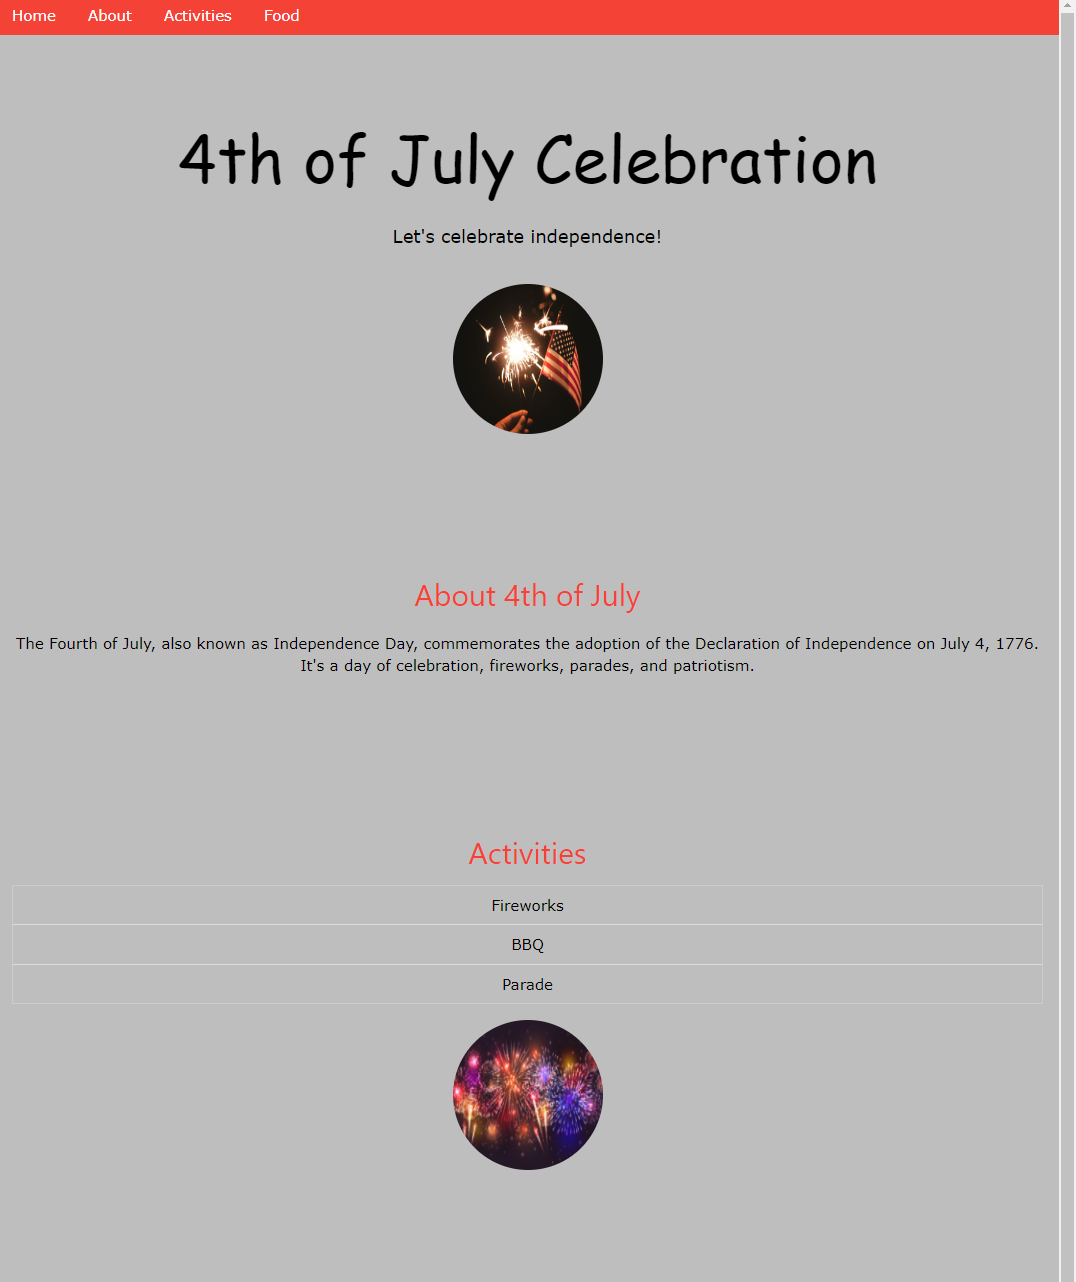 Home About Activities Food
4th of July Celebration
Let's celebrate independence!
About 4th of July
The Fourth of July, also known as Independence Day, commemorates the adoption of the Declaration of Independence on July 4, 1776.
It's a day of celebration, fireworks, parades, and patriotism.
Activities
Fireworks
BBQ
Parade